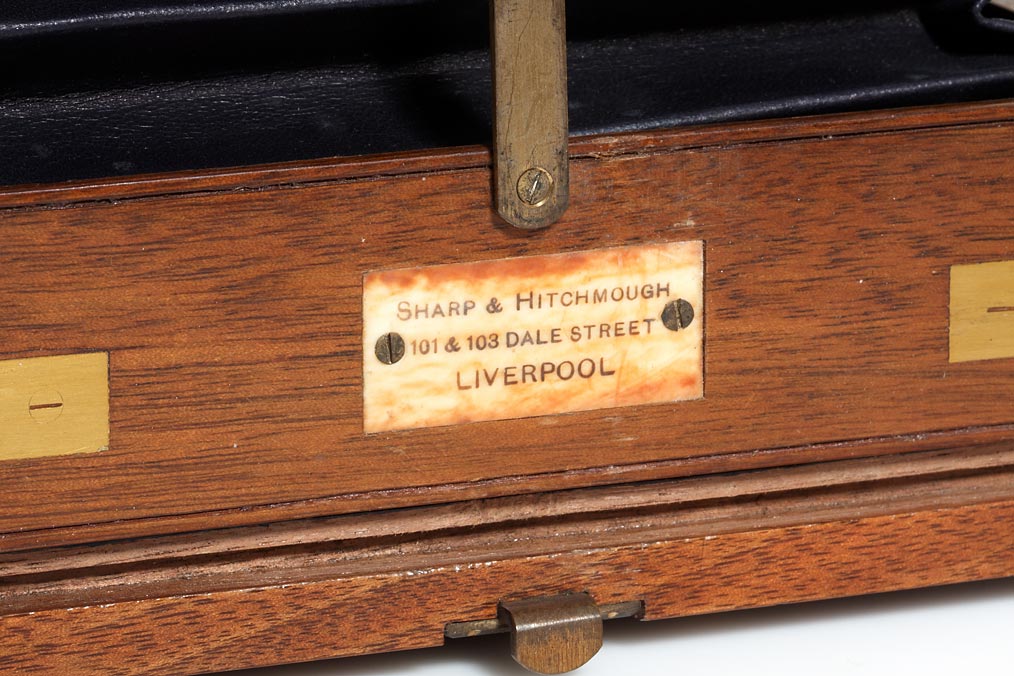 SHARP & HITCHMOUGH
101 & 103 DALE STREET
LIVERPOOL